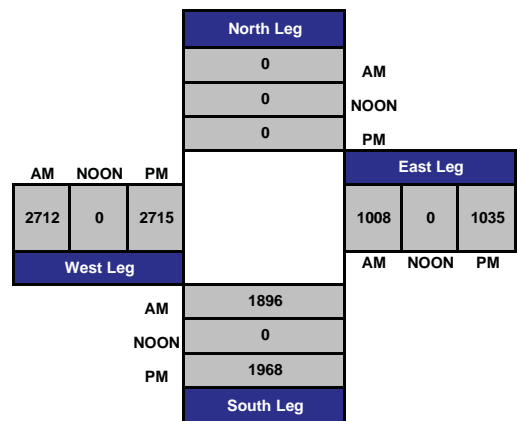 North Leg
0
AM
0
NOON
0
PM
East Leg
AM NOON PM
2712 0 2715
1008 0 1035
West Leg
AM NOON PM
1896
AM
0
NOON
1968
PM
South Leg